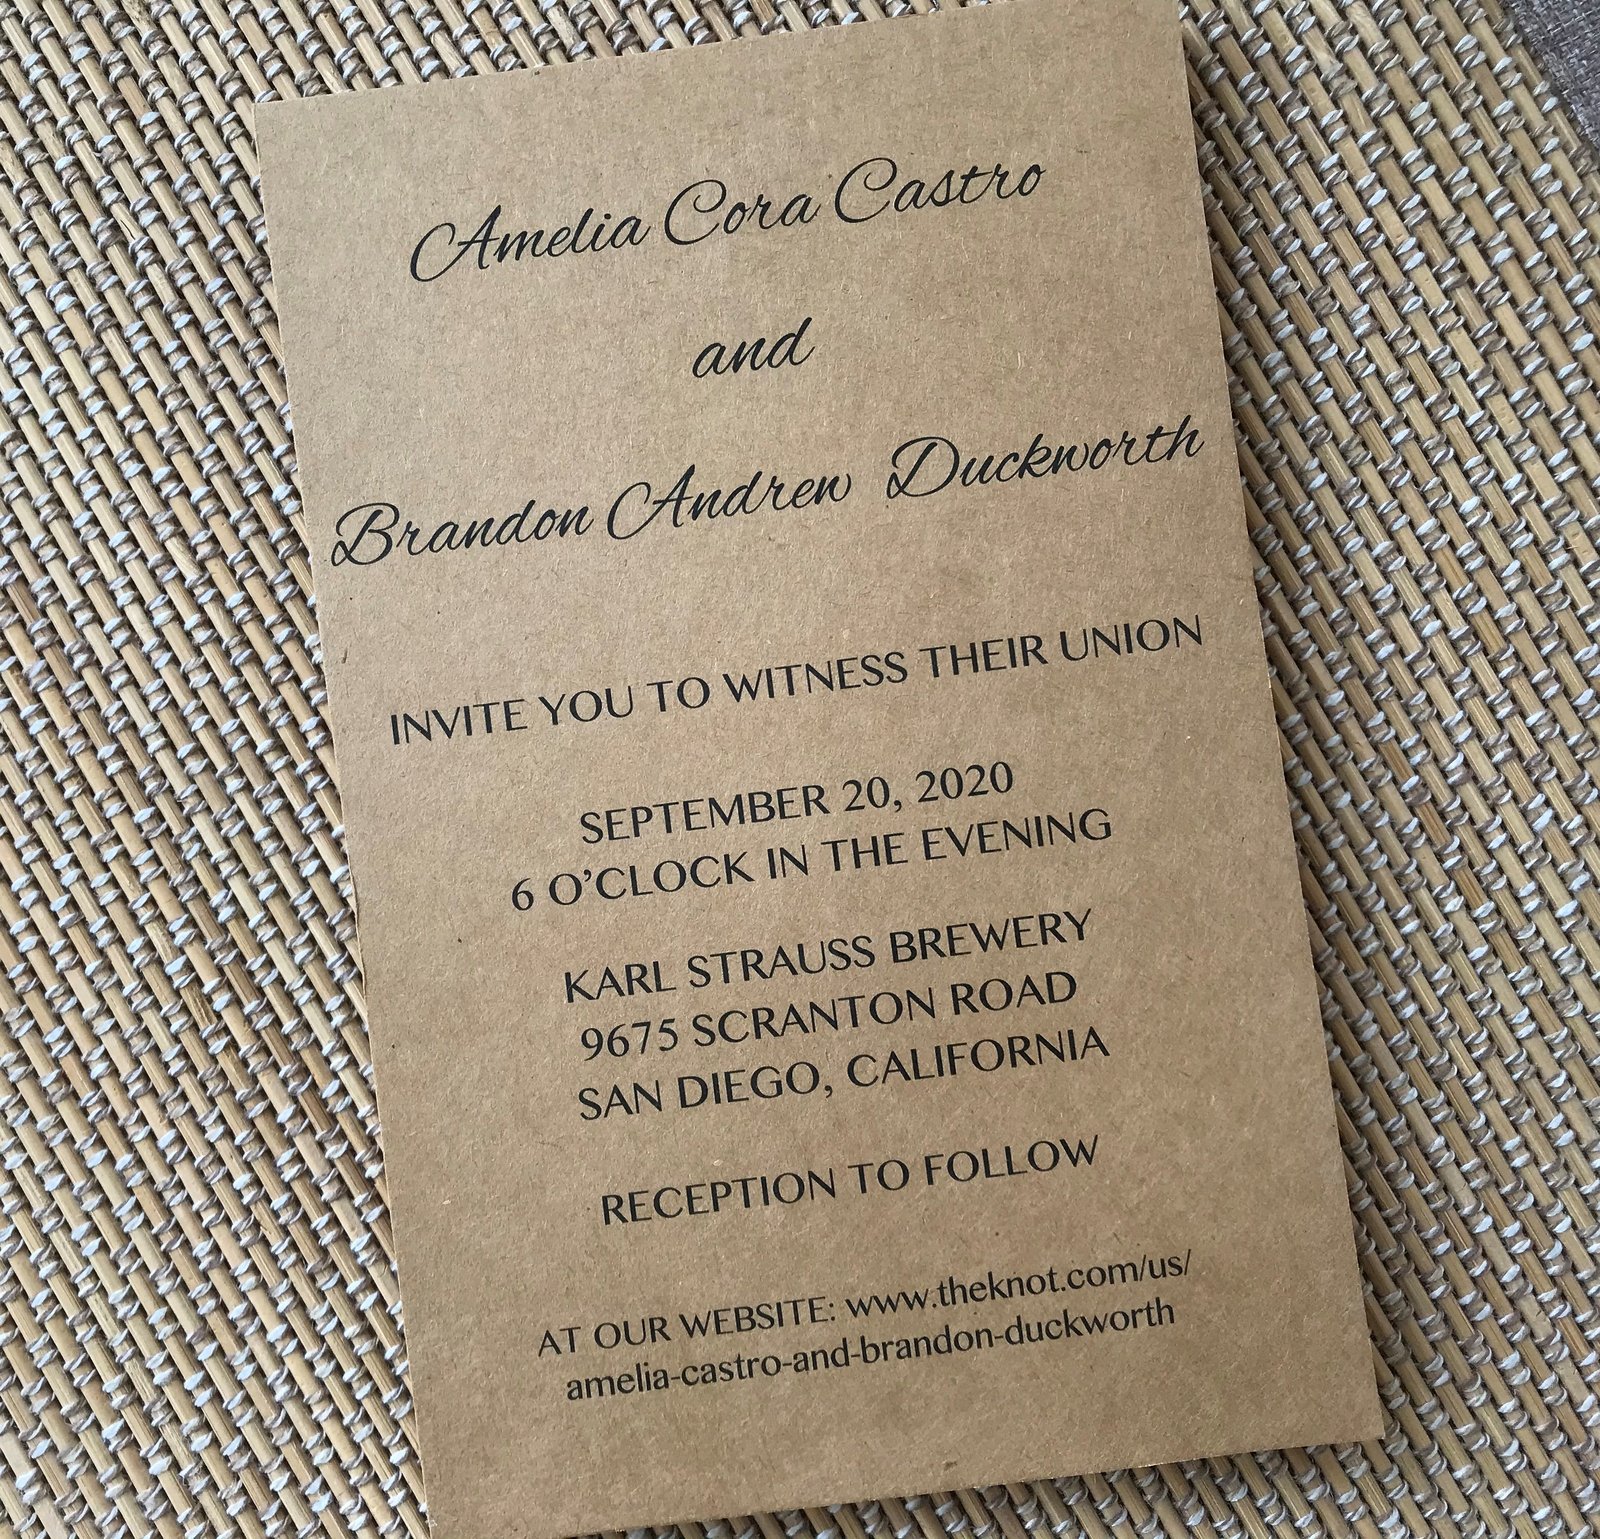 Amelia Cora Castro
and
Brandon Andrew Duckworth
INVITE YOU TO WITNESS THEIR UNION
SEPTEMBER 20, 2020
6 O’CLOCK IN THE EVENING
KARL STRAUSS BREWERY
9675 SCRANTON ROAD
SAN DIEGO, CALIFORNIA
RECEPTION TO FOLLOW
AT OUR WEBSITE: www.theknot.com/us/
amelia-castro-and-brandon-duckworth